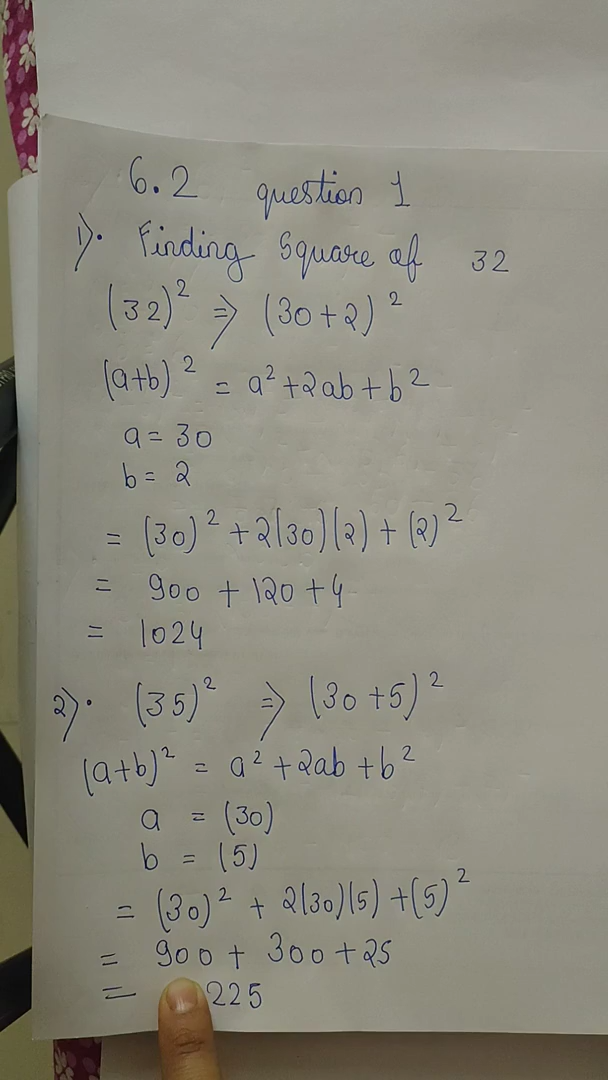 6.2 question 1
1). Finding Square of 32
(32)² ⇒ (30+2)²
(a+b)² = a²+2ab+b²
a = 30
b = 2
= (30)² + 2(30)(2) + (2)²
= 900 + 120 + 4
= 1024
2). (35)² ⇒ (30+5)²
(a+b)² = a² + 2ab + b²
a = (30)
b = (5)
= (30)² + 2(30)(5) + (5)²
= 900 + 300 + 25
= 225